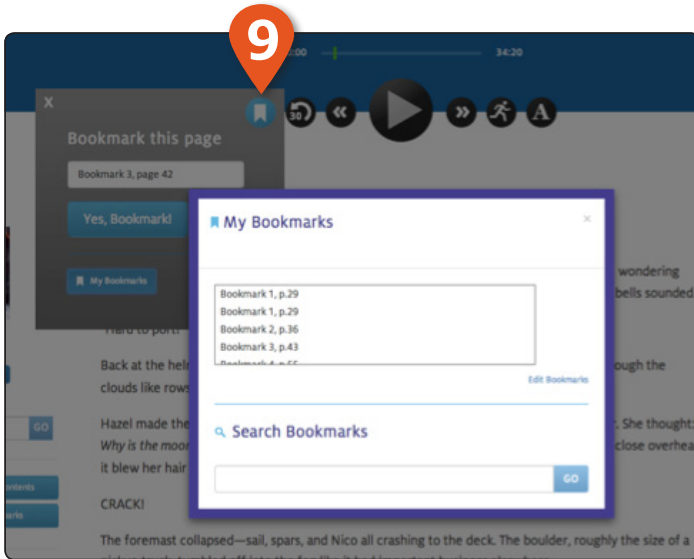 9
:00
34:20
X
30
A
Bookmark this page
Bookmark 3, page 42
Yes, Bookmark!
My Bookmarks
My Bookmarks
×
Bookmark 1, p.29
Bookmark 1, p.29
Bookmark 2, p.36
Bookmark 3, p.43
Bookmark 4, p.55
Edit Bookmarks
Search Bookmarks
GO
wondering
bells sounded
"Hard to port!"
Back at the
ough the
clouds like rows
GO
Hazel made the
. She thought:
Why is the moon
close overhea
it blew her hair
ontents
arks
CRACK!
The foremast collapsed—sail, spars, and Nico all crashing to the deck. The boulder, roughly the size of a